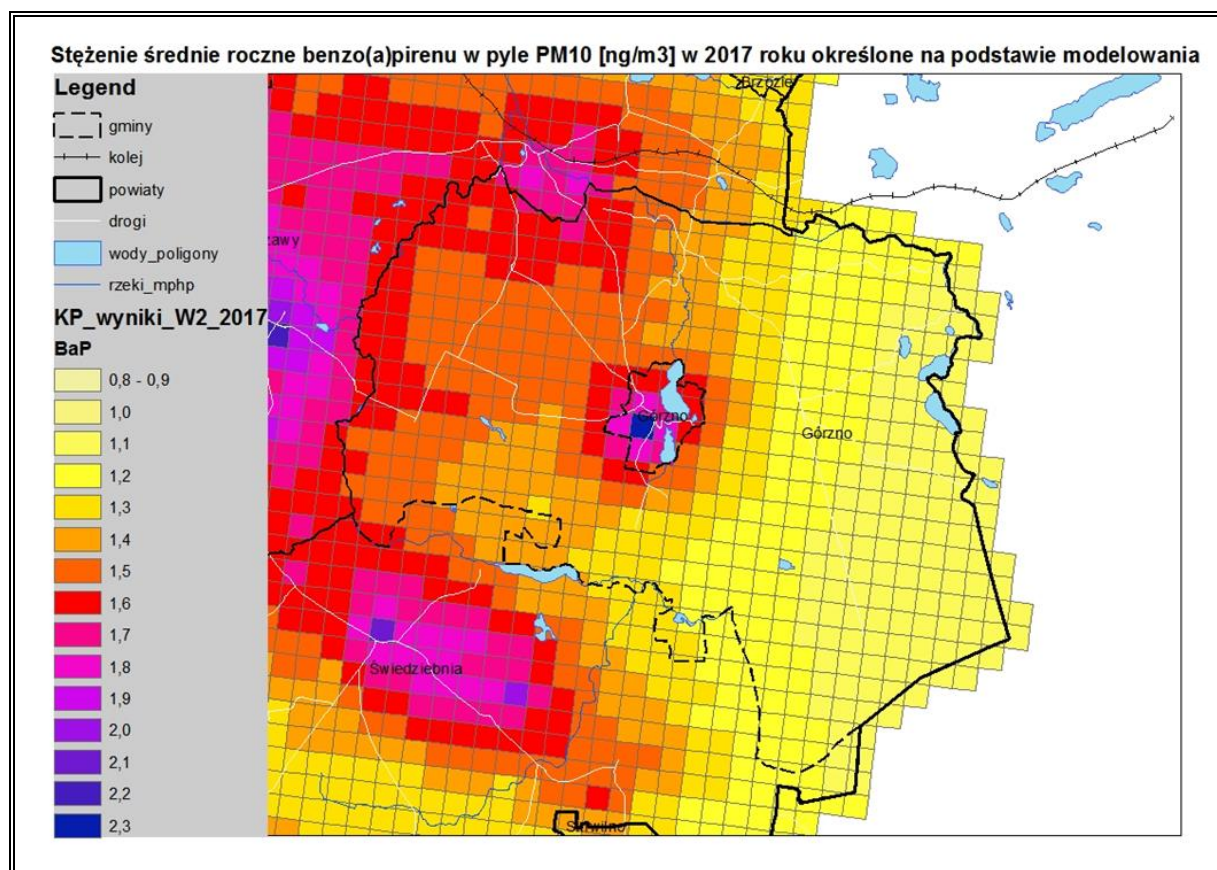 Stężenie średnie roczne benzo(a)pirenu w pyle PM10 [ng/m3] w 2017 roku określone na podstawie modelowania
Legend
gminy
kolej
powiaty
drogi
wody_poligony
rzeki_mphp
KP_wyniki_W2_2017
BaP
0,8 - 0,9
1,0
1,1
1,2
1,3
1,4
1,5
1,6
1,7
1,8
1,9
2,0
2,1
2,2
2,3
Brzozie
zawy
Górzno
Górzno
Świedziebnia
Skrwilno